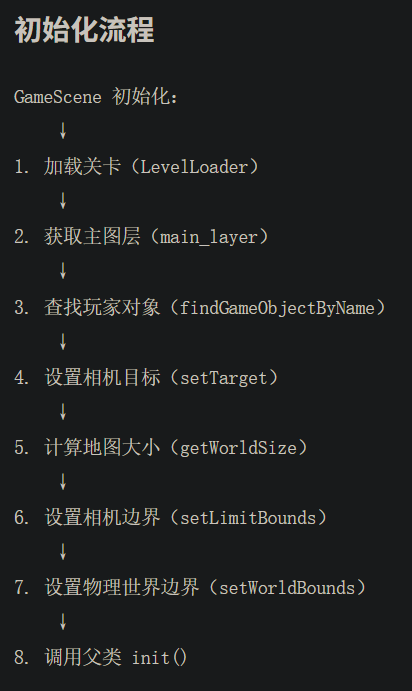 初始化流程
GameScene 初始化:
↓
1. 加载关卡（LevelLoader）
↓
2. 获取主图层（main_layer）
↓
3. 查找玩家对象（findGameObjectByName）
↓
4. 设置相机目标（setTarget）
↓
5. 计算地图大小（getWorldSize）
↓
6. 设置相机边界（setLimitBounds）
↓
7. 设置物理世界边界（setWorldBounds）
↓
8. 调用父类 init()